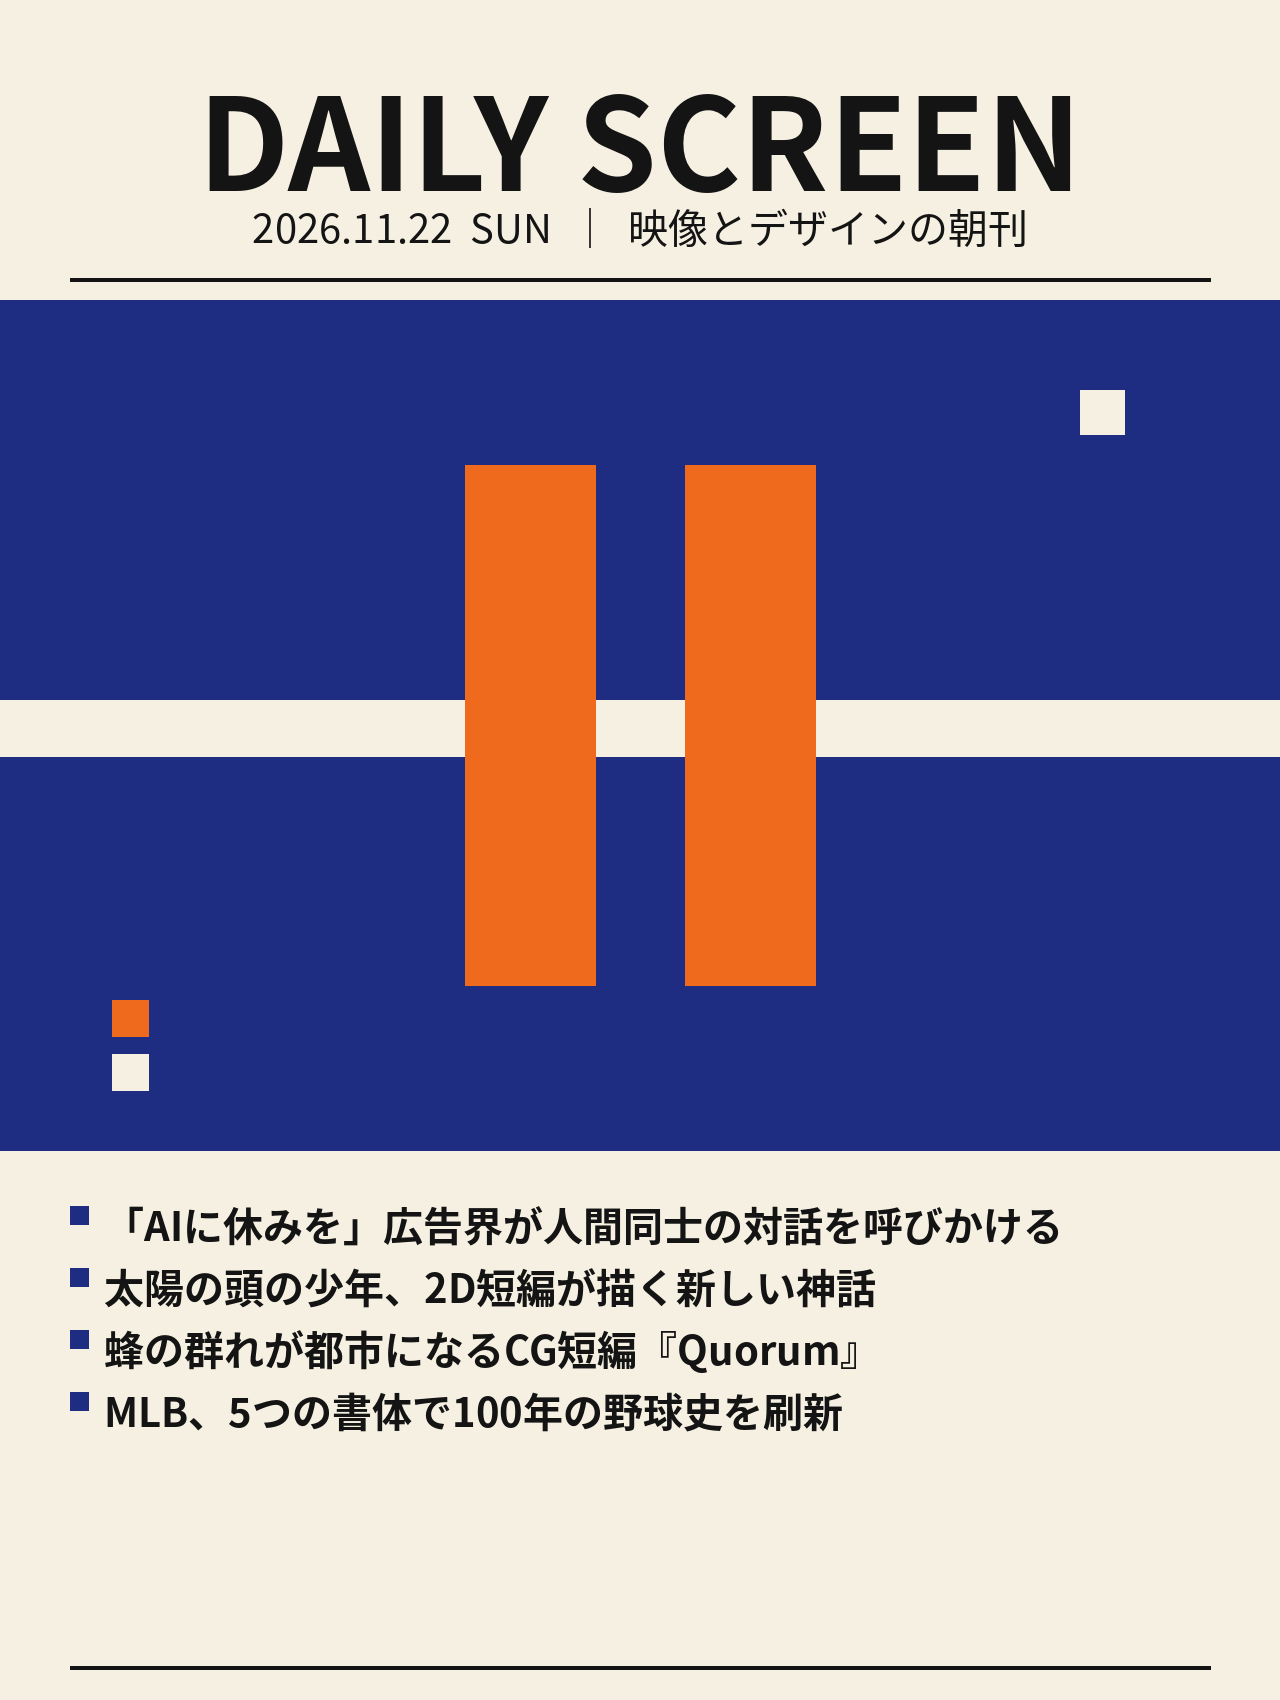 DAILY SCREEN
2026.11.22 SUN ｜ 映像とデザインの朝刊
「AIに休みを」広告界が人間同士の対話を呼びかける
太陽の頭の少年、2D短編が描く新しい神話
蜂の群れが都市になるCG短編『Quorum』
MLB、5つの書体で100年の野球史を刷新